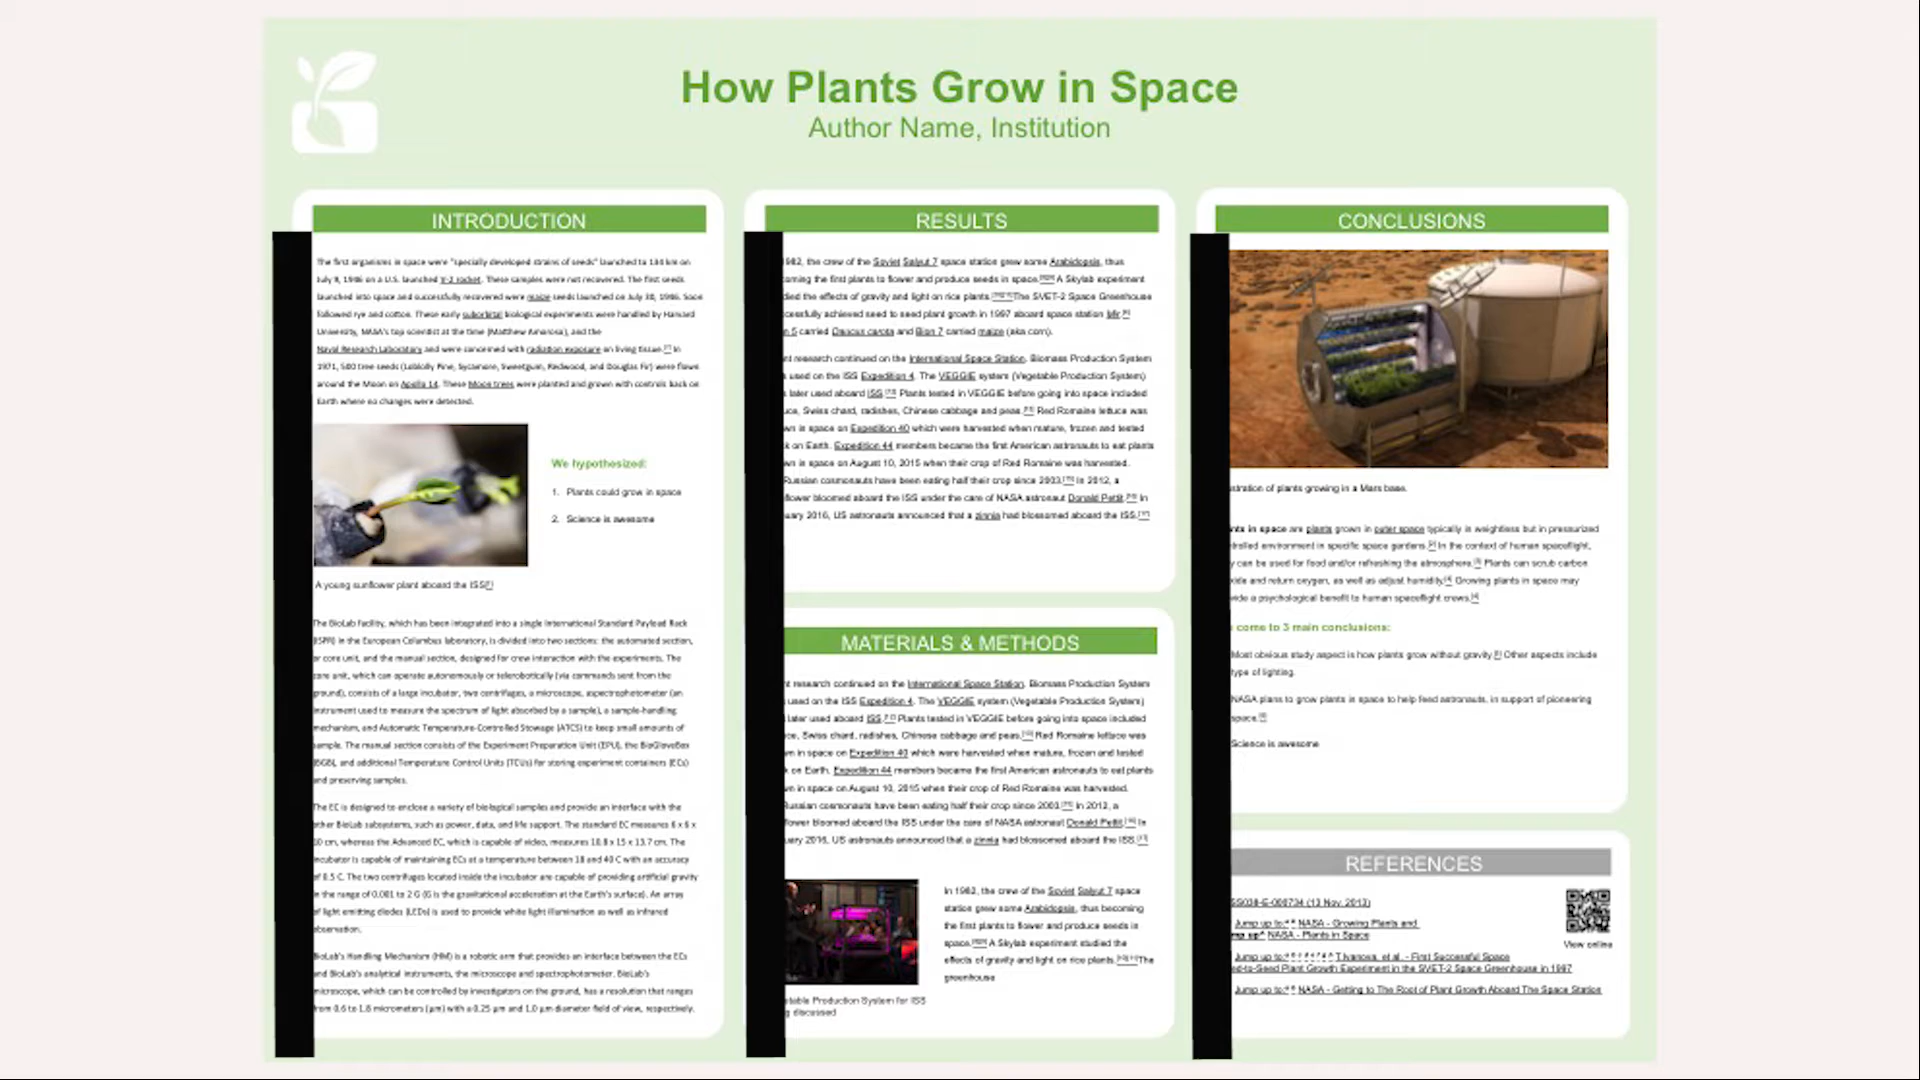 How Plants Grow in Space
Author Name, Institution
INTRODUCTION
The first organisms in space were "specially developed strains of seeds" launched to 134 km on
July 9, 1946 on a U.S. launched V-2 rocket. These samples were not recovered. The first seeds
launched into space and successfully recovered were maize seeds launched on July 30, 1946. Soon
followed rye and cotton. These early suborbital biological experiments were handled by Harvard
University, NASA's top scientist at the time (Matthew Amorosa), and the
Naval Research Laboratory and were concerned with radiation exposure on living tissue. In
1971, 500 tree seeds (Loblolly Pine, Sycamore, Sweetgum, Redwood, and Douglas Fir) were flown
around the Moon on Apollo 14. These Moon trees were planted and grown with controls back on
Earth where no changes were detected.
We hypothesized:
1. Plants could grow in space
2. Science is awesome
A young sunflower plant aboard the ISS
The BioLab facility, which has been integrated into a single International Standard Payload Rack
(ISPR) in the European Columbus laboratory, is divided into two sections: the automated section,
or core unit, and the manual section, designed for crew interaction with the experiments. The
core unit, which can operate autonomously or telerobotically (via commands sent from the
ground), consists of a large incubator, two centrifuges, a microscope, aspectrophotometer (an
instrument used to measure the spectrum of light absorbed by a sample), a sample-handling
mechanism, and Automatic Temperature-Controlled Stowage (ATCS) to keep small amounts of
sample. The manual section consists of the Experiment Preparation Unit (EPU), the BioGloveBox
(BGB), and additional Temperature Control Units (TCUs) for storing experiment containers (ECs)
and preserving samples.
The EC is designed to enclose a variety of biological samples and provide an interface with the
other BioLab subsystems, such as power, data, and life support. The standard EC measures 6 x 6 x
10 cm, whereas the Advanced EC, which is capable of video, measures 10.8 x 15 x 13.7 cm. The
incubator is capable of maintaining ECs at a temperature between 18 and 40 C with an accuracy
of 0.5 C. The two centrifuges located inside the incubator are capable of providing artificial gravity
in the range of 0.001 to 2 G (G is the gravitational acceleration at the Earth's surface). An array
of light emitting diodes (LEDs) is used to provide white light illumination as well as infrared
observation.
BioLab's Handling Mechanism (HM) is a robotic arm that provides an interface between the ECs
and BioLab's analytical instruments, the microscope and spectrophotometer. BioLab's
microscope, which can be controlled by investigators on the ground, has a resolution that ranges
from 0.6 to 1.8 micrometers (µm) with a 0.25 µm and 1.0 µm diameter field of view, respectively.
RESULTS
982, the crew of the Soviet Salyut 7 space station grew some Arabidopsis, thus
oming the first plants to flower and produce seeds in space. A Skylab experiment
died the effects of gravity and light on rice plants. The SVET-2 Space Greenhouse
cessfully achieved seed to seed plant growth in 1997 aboard space station Mir.
n 5 carried Daucus carota and Bion 7 carried maize (aka corn).
nt research continued on the International Space Station. Biomass Production System
used on the ISS Expedition 4. The VEGGIE system (Vegetable Production System)
later used aboard ISS. Plants tested in VEGGIE before going into space included
uce, Swiss chard, radishes, Chinese cabbage and peas. Red Romaine lettuce was
wn in space on Expedition 40 which were harvested when mature, frozen and tested
k on Earth. Expedition 44 members became the first American astronauts to eat plants
wn in space on August 10, 2015 when their crop of Red Romaine was harvested.
Russian cosmonauts have been eating half their crop since 2003. In 2012, a
flower bloomed aboard the ISS under the care of NASA astronaut Donald Pettit. In
uary 2016, US astronauts announced that a zinnia had blossomed aboard the ISS.
MATERIALS & METHODS
nt research continued on the International Space Station. Biomass Production System
used on the ISS Expedition 4. The VEGGIE system (Vegetable Production System)
later used aboard ISS. Plants tested in VEGGIE before going into space included
ce, Swiss chard, radishes, Chinese cabbage and peas. Red Romaine lettuce was
wn in space on Expedition 40 which were harvested when mature, frozen and tested
k on Earth. Expedition 44 members became the first American astronauts to eat plants
wn in space on August 10, 2015 when their crop of Red Romaine was harvested.
Russian cosmonauts have been eating half their crop since 2003. In 2012, a
flower bloomed aboard the ISS under the care of NASA astronaut Donald Pettit. In
uary 2016, US astronauts announced that a zinnia had blossomed aboard the ISS.
In 1982, the crew of the Soviet Salyut 7 space
station grew some Arabidopsis, thus becoming
the first plants to flower and produce seeds in
space. A Skylab experiment studied the
effects of gravity and light on rice plants. The
greenhouse
etable Production System for ISS
g discussed
CONCLUSIONS
stration of plants growing in a Mars base.
nts in space are plants grown in outer space typically in weightless but in pressurized
trolled environment in specific space gardens. In the context of human spaceflight,
y can be used for food and/or refreshing the atmosphere. Plants can scrub carbon
xide and return oxygen, as well as adjust humidity. Growing plants in space may
vide a psychological benefit to human spaceflight crews.
come to 3 main conclusions:
Most obvious study aspect is how plants grow without gravity. Other aspects include
type of lighting.
NASA plans to grow plants in space to help feed astronauts, in support of pioneering
space.
Science is awesome
REFERENCES
SS038-E-000734 (13 Nov. 2013)
Jump up to: NASA - Growing Plants and
mp up^ NASA - Plants in Space
Jump up to: T.Ivanova, et al. - First Successful Space
ed-to-Seed Plant Growth Experiment in the SVET-2 Space Greenhouse in 1997
Jump up to: NASA - Getting to The Root of Plant Growth Aboard The Space Station
View online